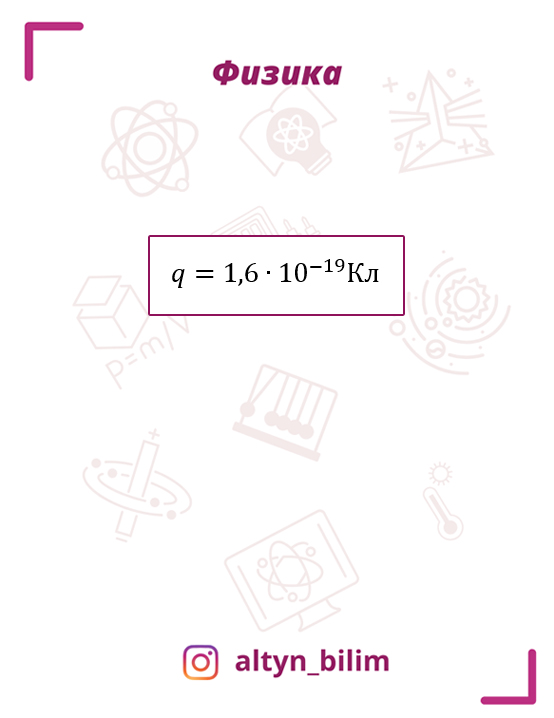 Физика
q = 1,6 · 10⁻¹⁹Кл
P=m/V
altyn_bilim